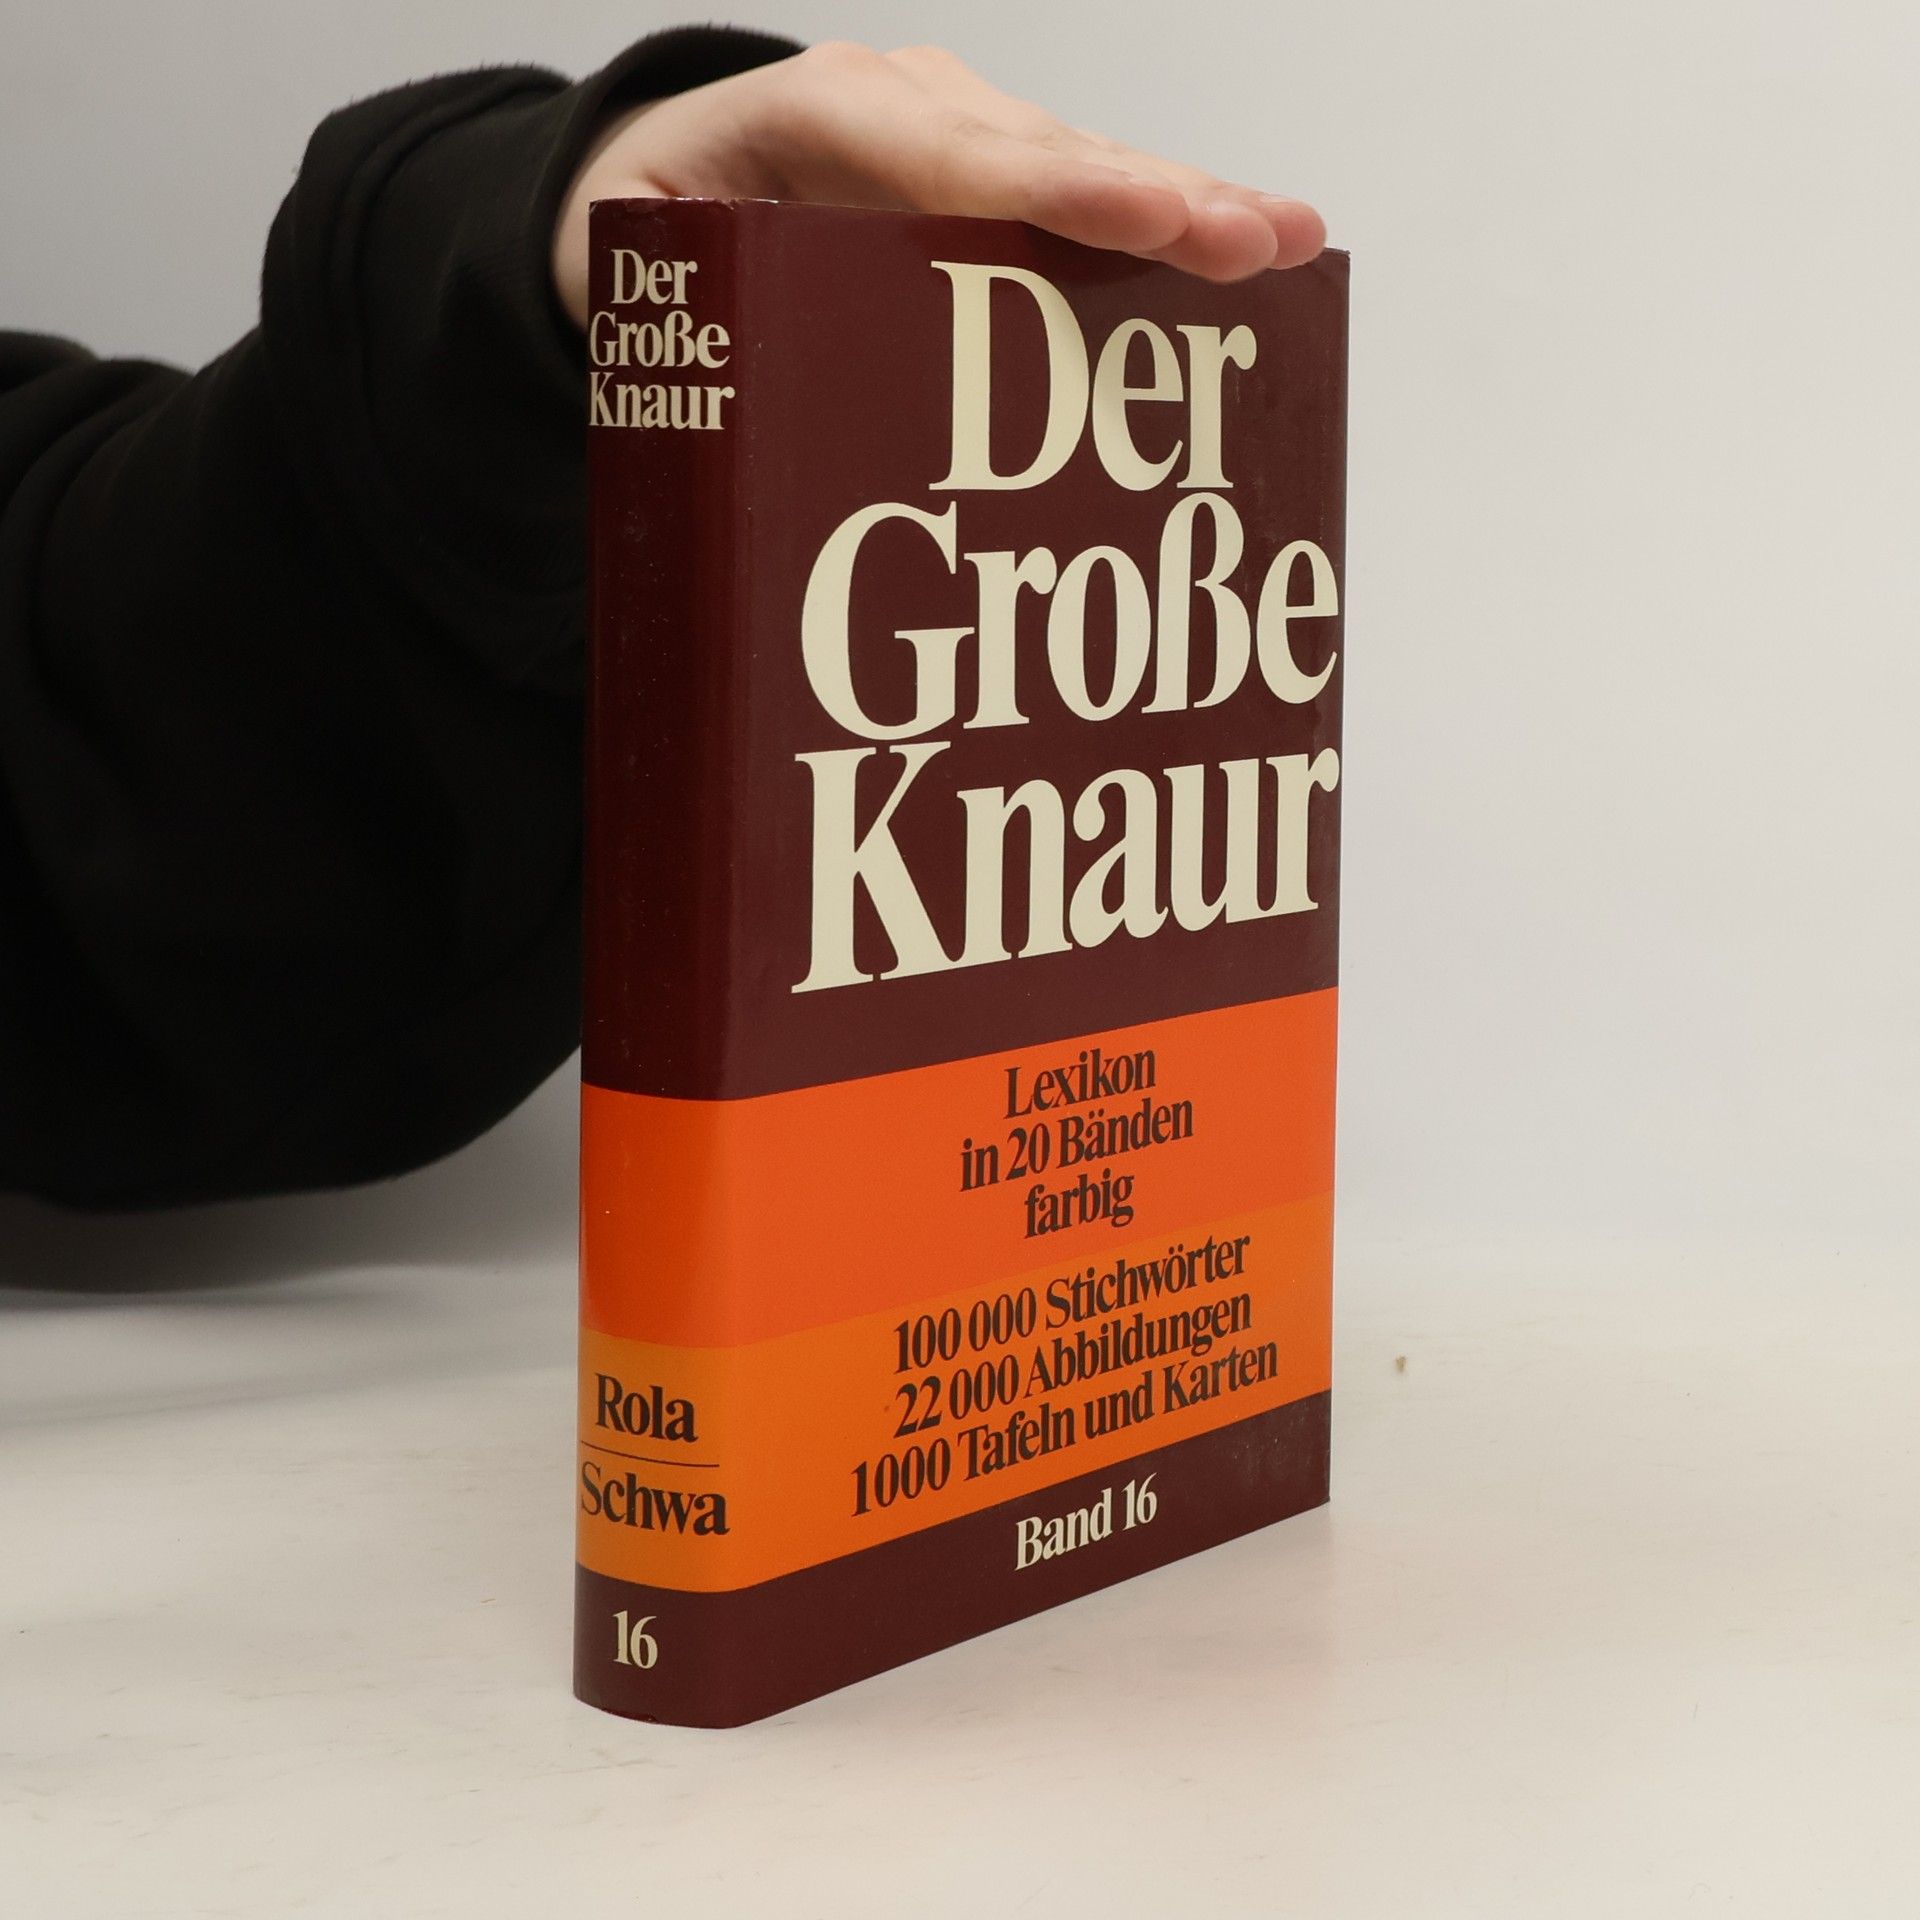 Der
Große
Knaur
Rola
Schwa
16
Der
Große
Knaur
Lexikon
in 20 Bänden
farbig
100 000 Stichwörter
22 000 Abbildungen
1000 Tafeln und Karten
Band 16